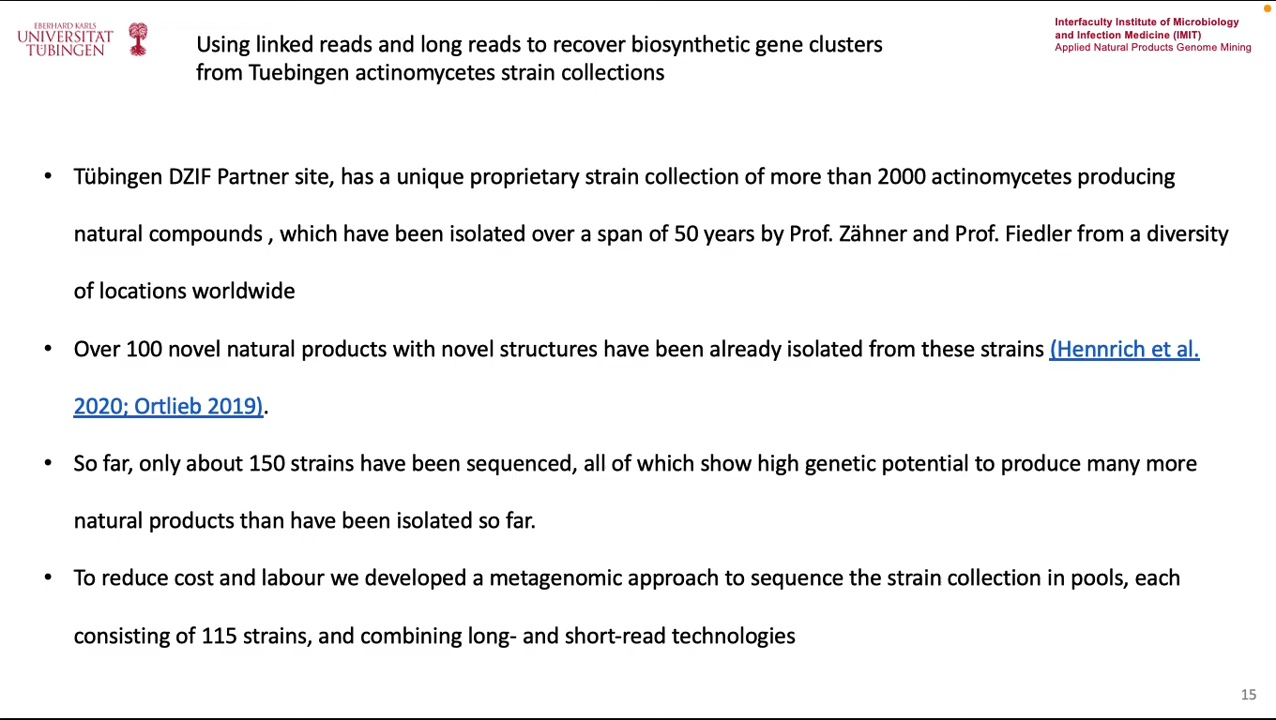 EBERHARD KARLS
UNIVERSITÄT
TÜBINGEN
Interfaculty Institute of Microbiology
and Infection Medicine (IMIT)
Applied Natural Products Genome Mining
Using linked reads and long reads to recover biosynthetic gene clusters
from Tuebingen actinomycetes strain collections
• Tübingen DZIF Partner site, has a unique proprietary strain collection of more than 2000 actinomycetes producing
natural compounds , which have been isolated over a span of 50 years by Prof. Zähner and Prof. Fiedler from a diversity
of locations worldwide
• Over 100 novel natural products with novel structures have been already isolated from these strains (Hennrich et al.
2020; Ortlieb 2019).
• So far, only about 150 strains have been sequenced, all of which show high genetic potential to produce many more
natural products than have been isolated so far.
• To reduce cost and labour we developed a metagenomic approach to sequence the strain collection in pools, each
consisting of 115 strains, and combining long- and short-read technologies
15